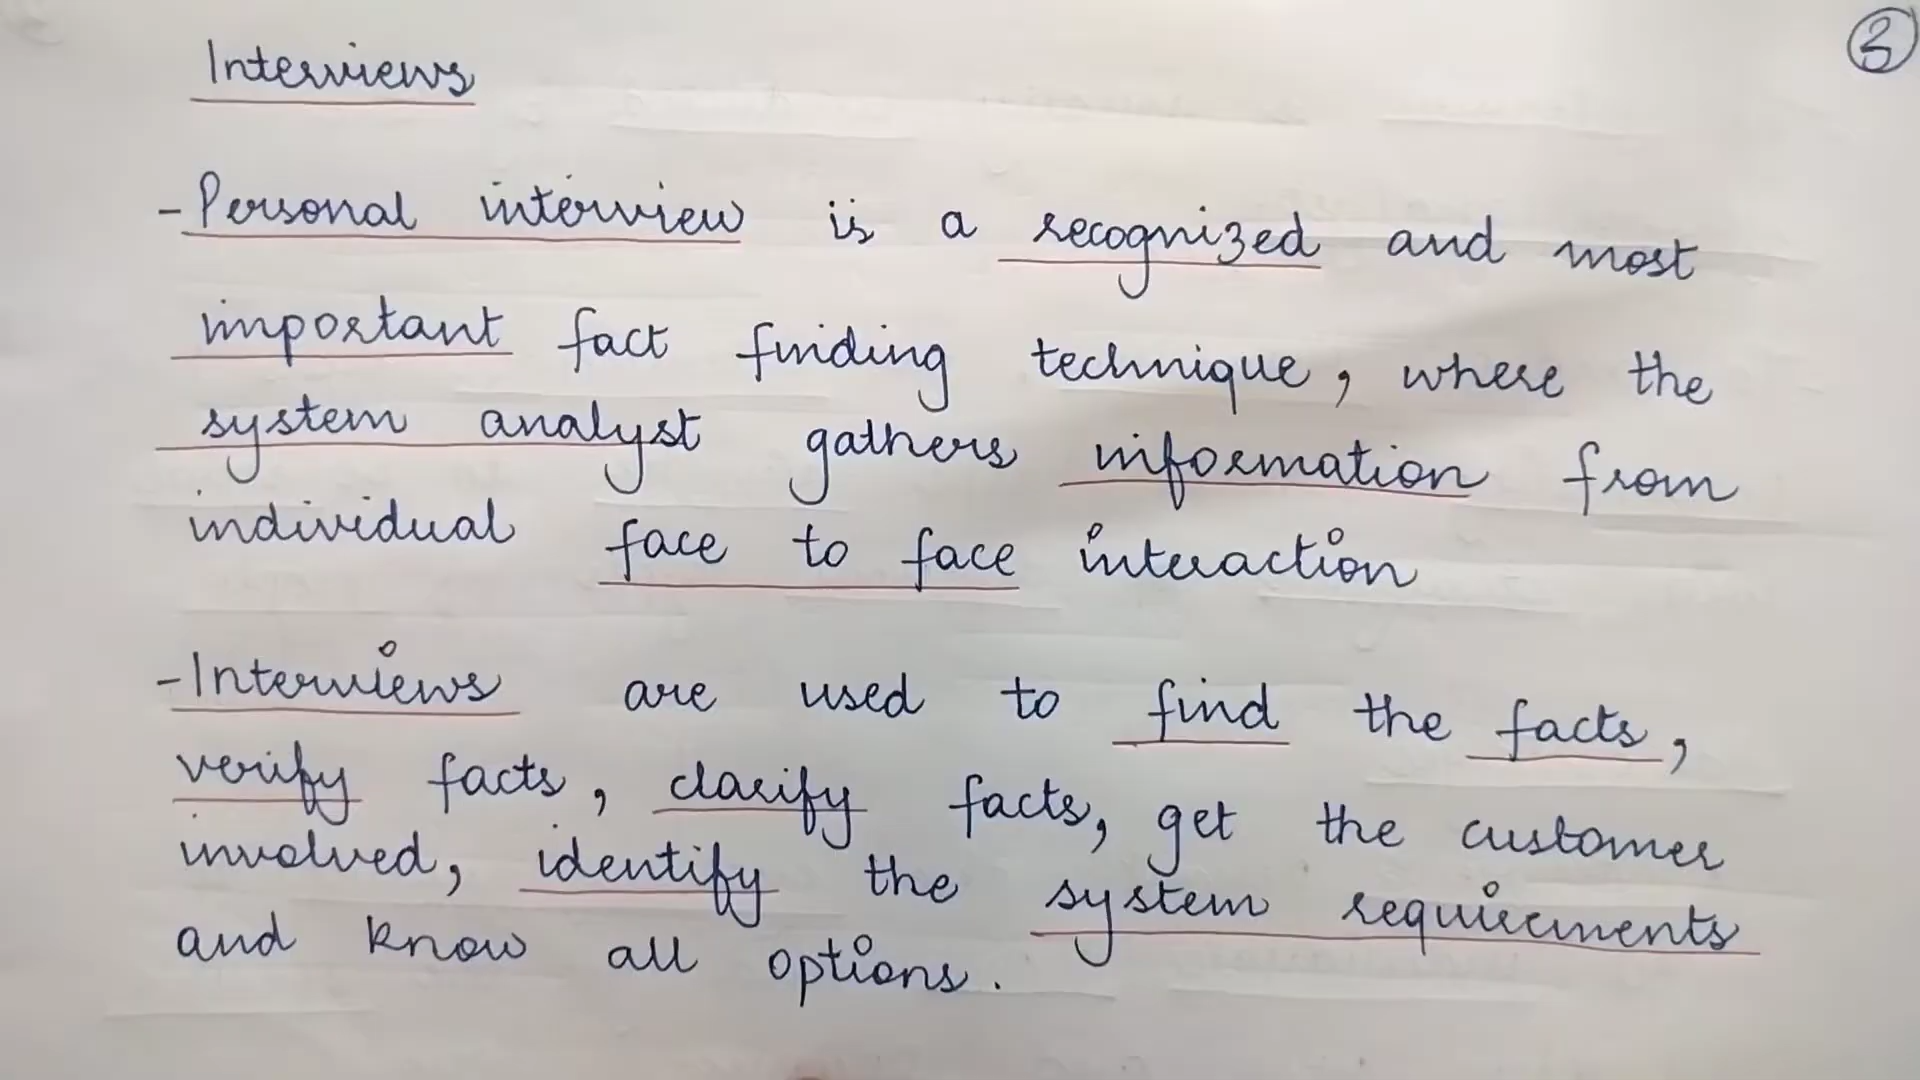 3
Interviews
- Personal interview is a recognized and most
important fact finding technique, where the
system analyst gathers information from
individual face to face interaction
- Interviews are used to find the facts,
verify facts, clarify facts, get the customer
involved, identify the system requirements
and know all options.